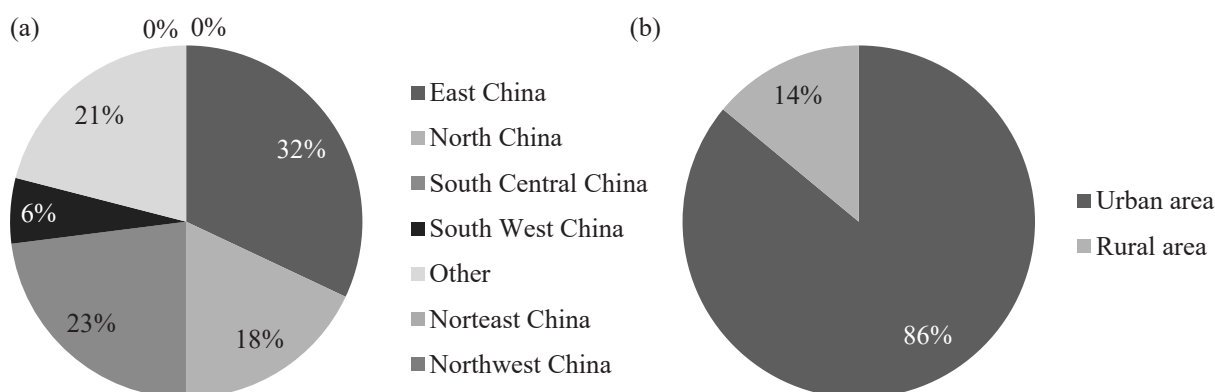 (a)
0% 0%
21%
32%
6%
23%
18%
East China
North China
South Central China
South West China
Other
Norteast China
Northwest China
(b)
14%
86%
Urban area
Rural area